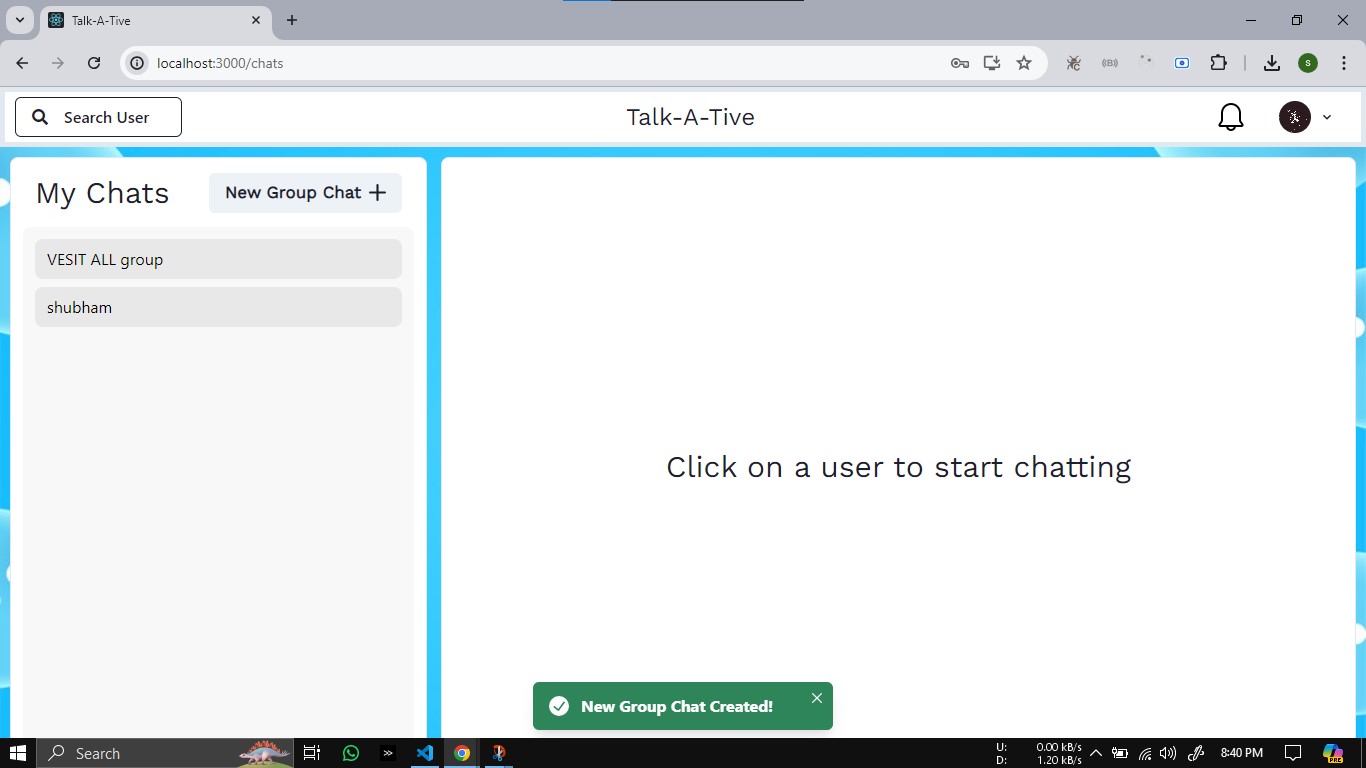 Talk-A-Tive
localhost:3000/chats
S
Search User
Talk-A-Tive
My Chats
New Group Chat
VESIT ALL group
shubham
Click on a user to start chatting
New Group Chat Created!
Search
U: 0.00 kB/s
D: 1.20 kB/s
8:40 PM
PRE